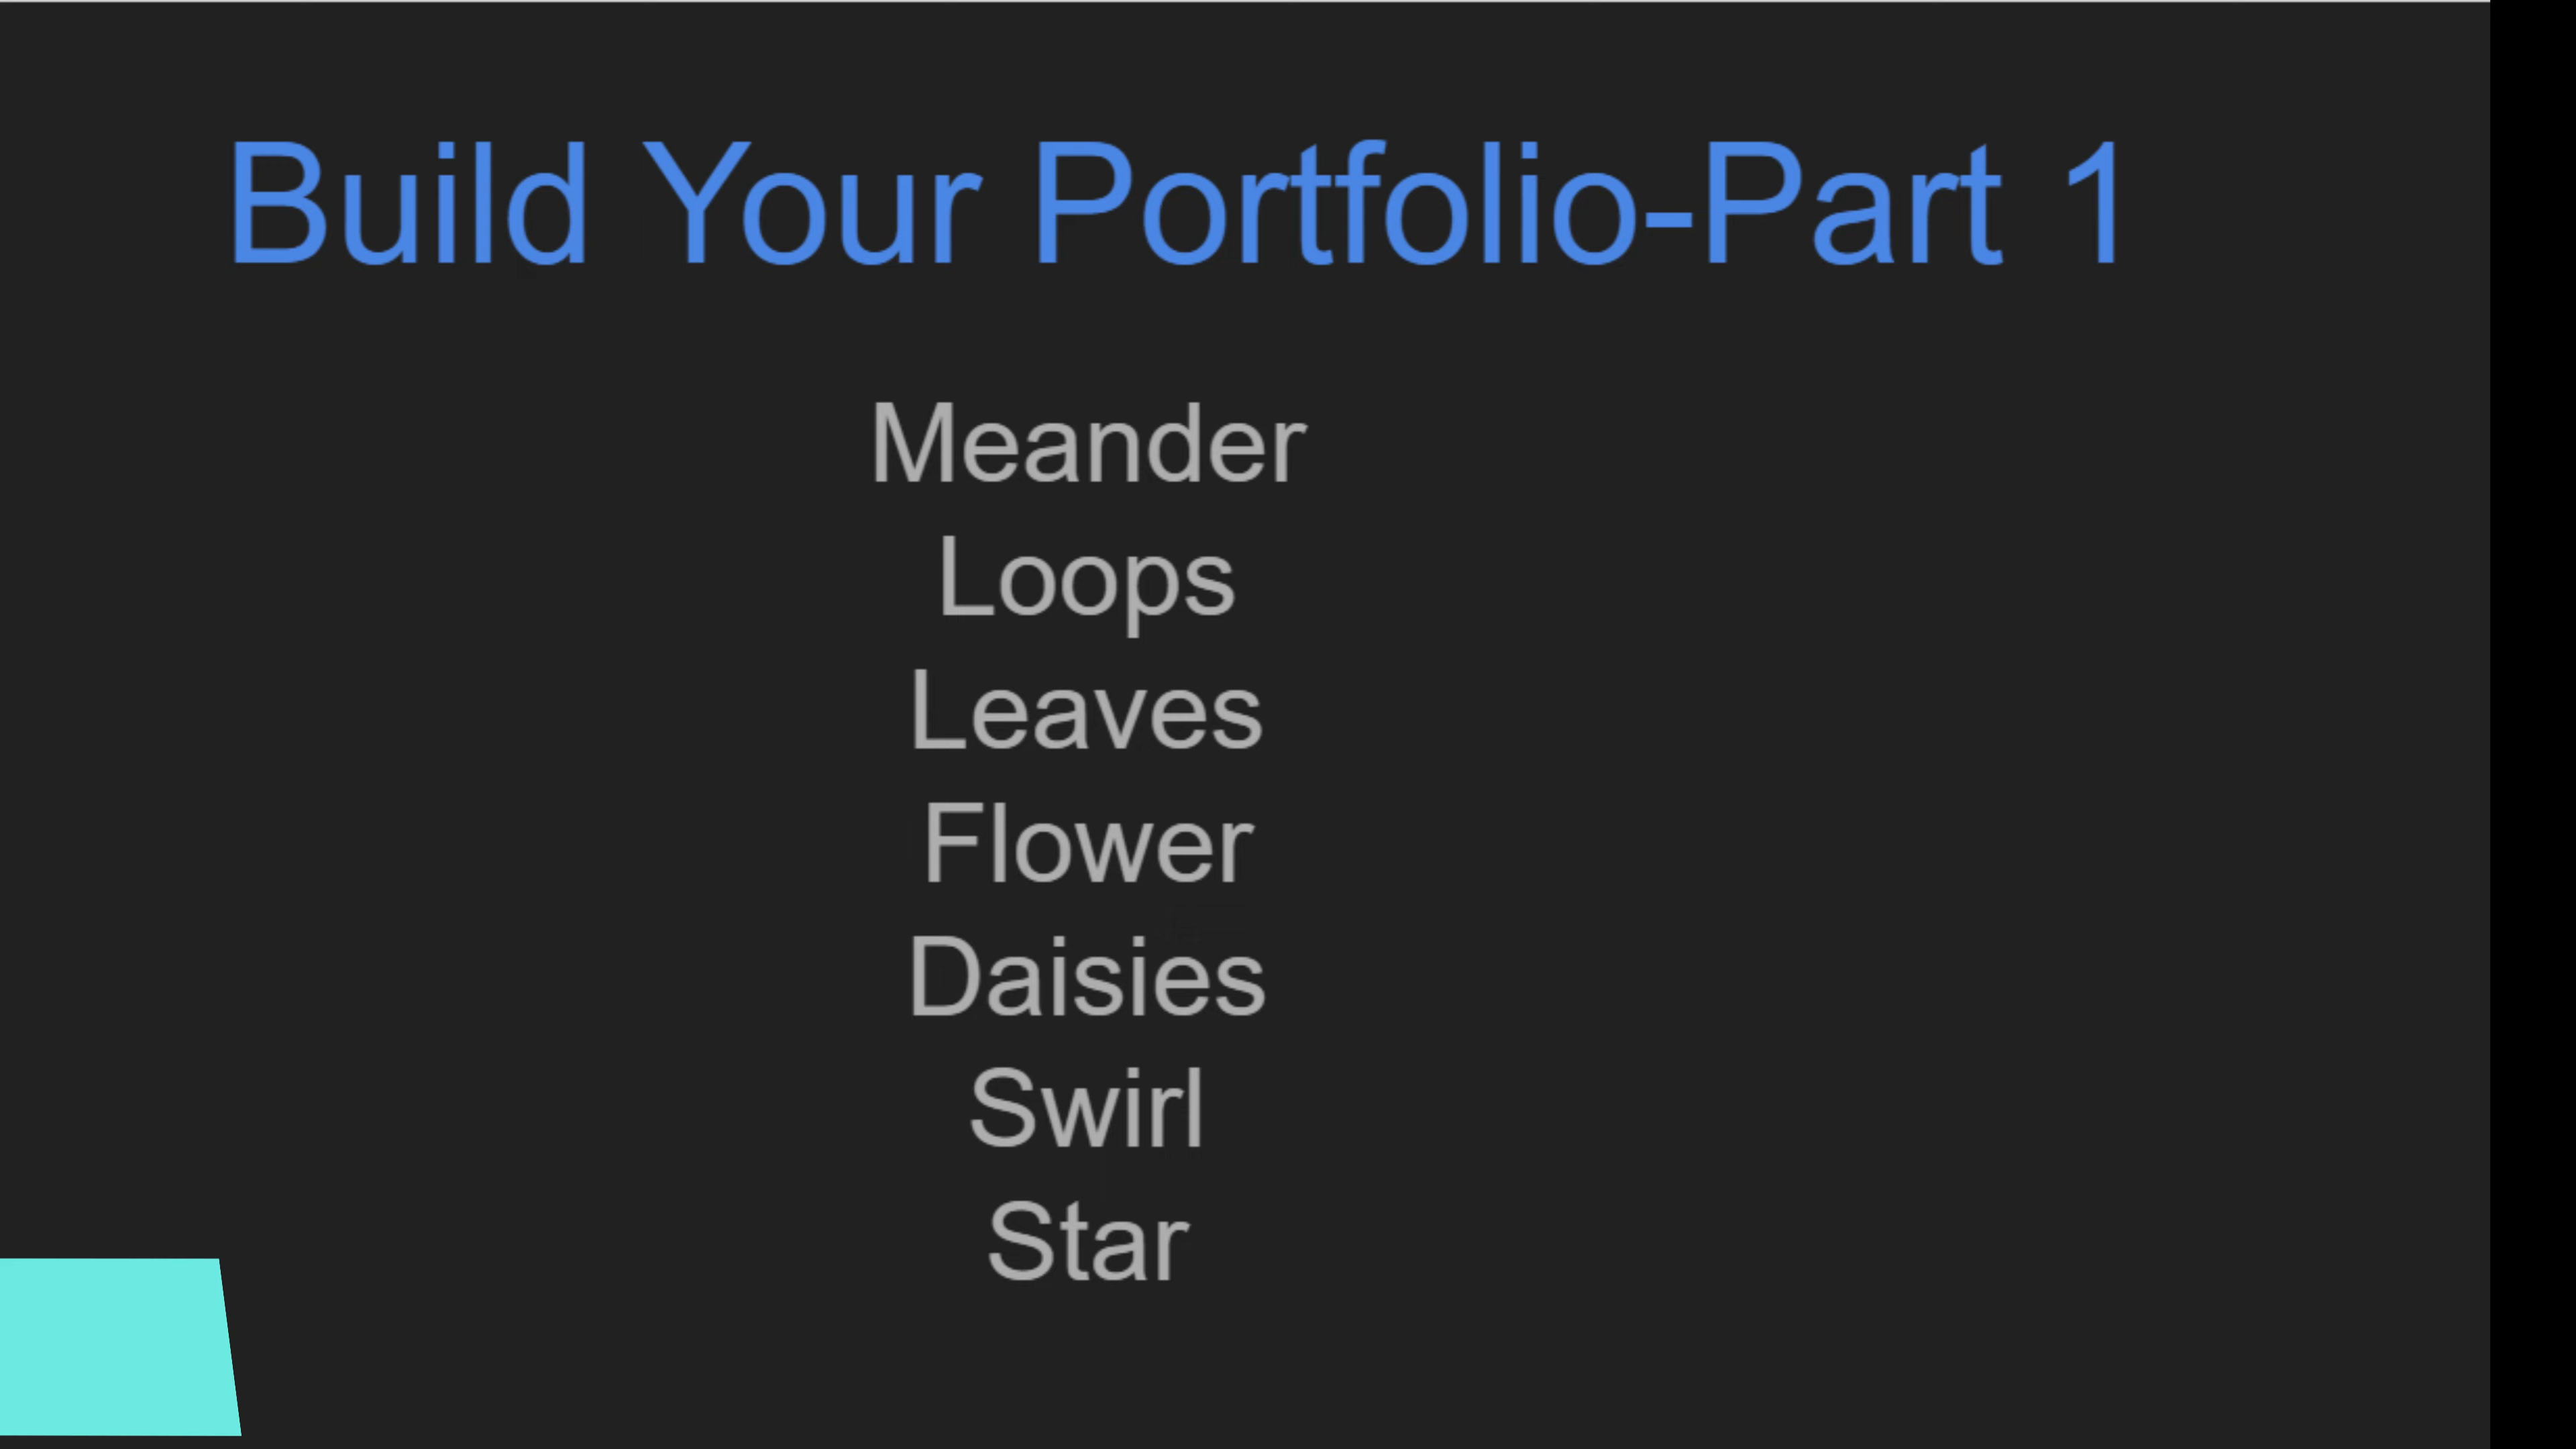 Build Your Portfolio-Part 1
Meander
Loops
Leaves
Flower
Daisies
Swirl
Star